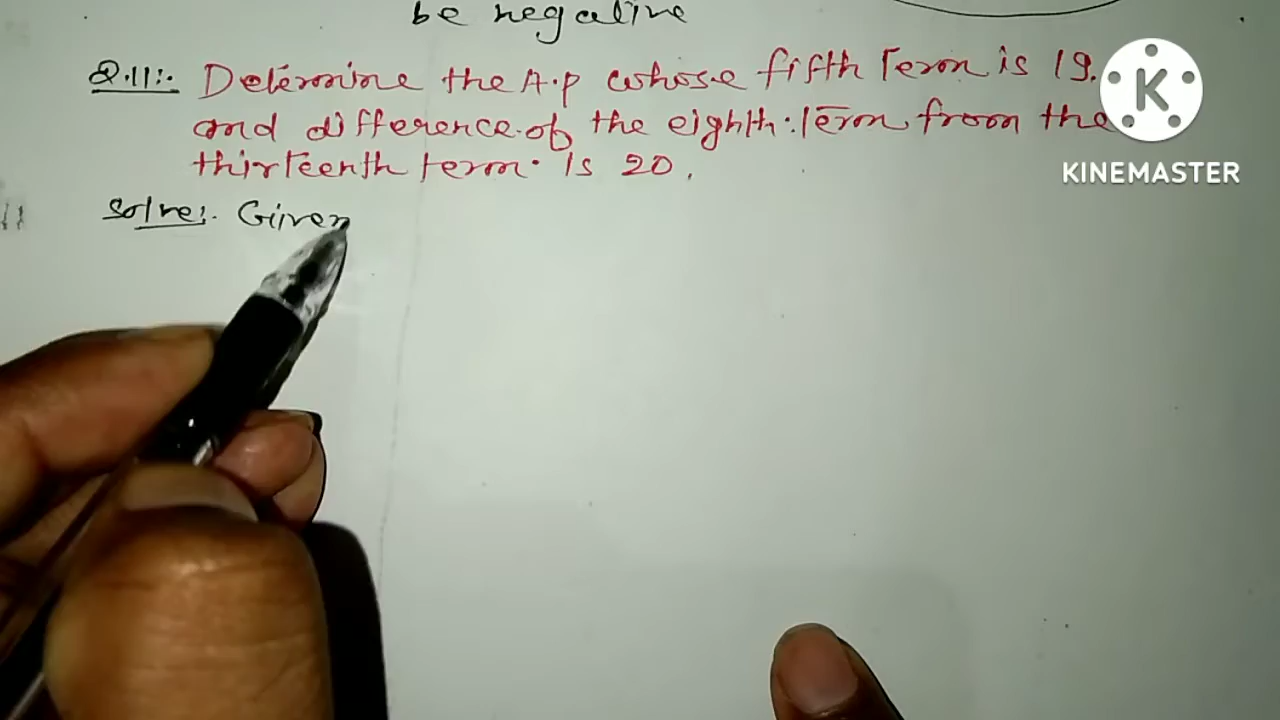 be negative
Q.11:. Determine the A.p whose fifth Term is 19.
and difference of the eighth term from the
thirteenth term. is 20.
Solve:. Given
K
KINEMASTER